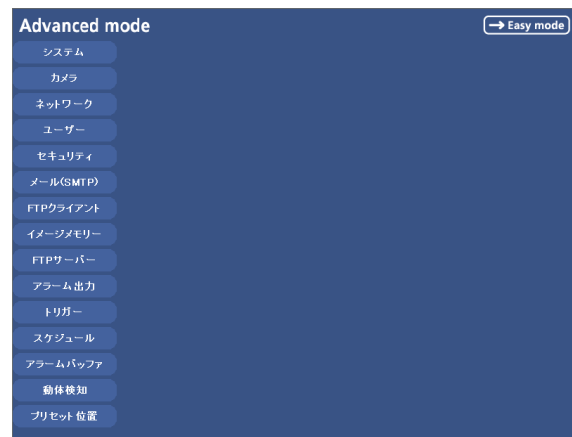 Advanced mode
→ Easy mode
システム
カメラ
ネットワーク
ユーザー
セキュリティ
メール(SMTP)
FTPクライアント
イメージメモリー
FTPサーバー
アラーム出力
トリガー
スケジュール
アラームバッファ
動体検知
プリセット位置